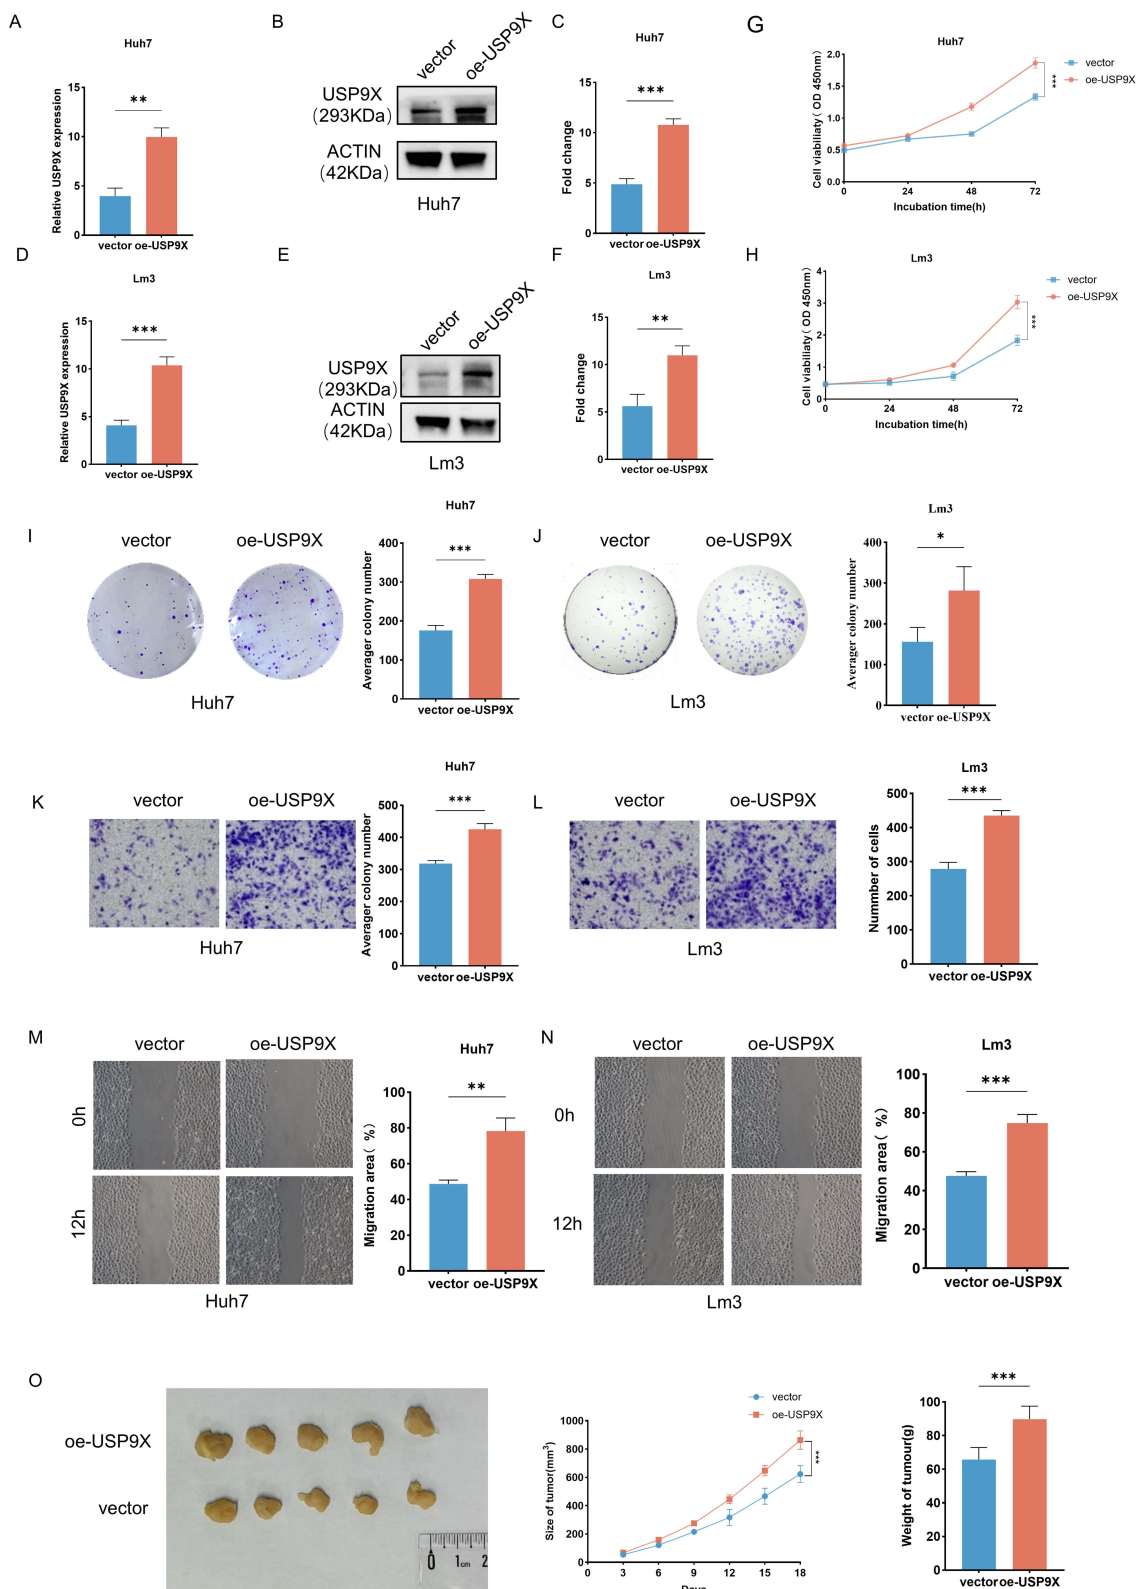 A
Huh7
Relative USP9X expression
15
10
5
0
**
vector oe-USP9X
B
vector
oe-USP9X
USP9X
(293KDa)
ACTIN
(42KDa)
Huh7
C
Huh7
Fold change
15
10
5
0
***
vector oe-USP9X
G
Huh7
Cell viabiliaty( OD 450nm)
2.0
1.5
1.0
0.5
0.0
0 24 48 72
Incubation time(h)
vector
oe-USP9X
***
D
Lm3
Relative USP9X expression
15
10
5
0
***
vector oe-USP9X
E
vector
oe-USP9X
USP9X
(293KDa)
ACTIN
(42KDa)
Lm3
F
Lm3
Fold change
15
10
5
0
**
vector oe-USP9X
H
Lm3
Cell viabiliaty( OD 450nm)
4
3
2
1
0
0 24 48 72
Incubation time(h)
vector
oe-USP9X
***
I
vector oe-USP9X
Huh7
Huh7
Averager colony number
400
300
200
100
0
***
vector oe-USP9X
J
vector oe-USP9X
Lm3
Lm3
Averager colony number
400
300
200
100
0
*
vector oe-USP9X
K
vector oe-USP9X
Huh7
Huh7
Averager colony number
500
400
300
200
100
0
***
vector oe-USP9X
L
vector oe-USP9X
Lm3
Lm3
Nummber of cells
500
400
300
200
100
0
***
vector oe-USP9X
M
vector oe-USP9X
0h
12h
Huh7
Huh7
Migration area( %)
100
80
60
40
20
0
**
vector oe-USP9X
N
vector oe-USP9X
0h
12h
Lm3
Lm3
Migration area( %)
100
80
60
40
20
0
***
vector oe-USP9X
O
oe-USP9X
vector
0 1cm 2
vector
oe-USP9X
Size of tumor(mm3)
1000
800
600
400
200
0
0 3 6 9 12 15 18
***
Weight of tumour(g)
100
80
60
40
20
0
***
vector oe-USP9X